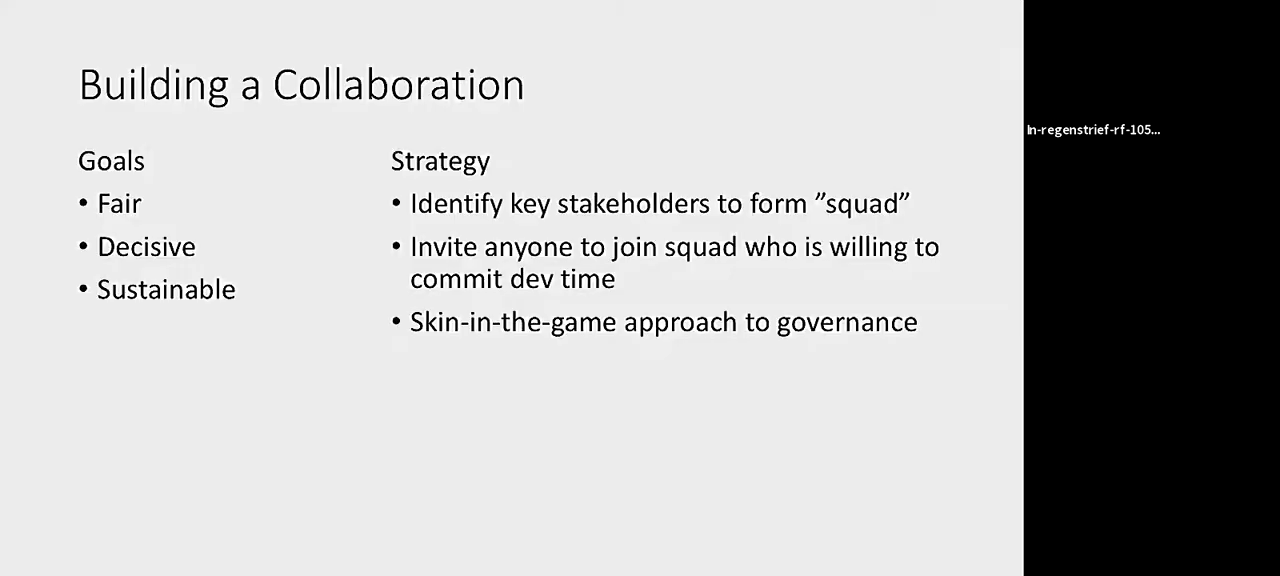 Building a Collaboration
Goals
• Fair
• Decisive
• Sustainable
Strategy
• Identify key stakeholders to form ”squad”
• Invite anyone to join squad who is willing to
commit dev time
• Skin-in-the-game approach to governance
In-regenstrief-rf-105...